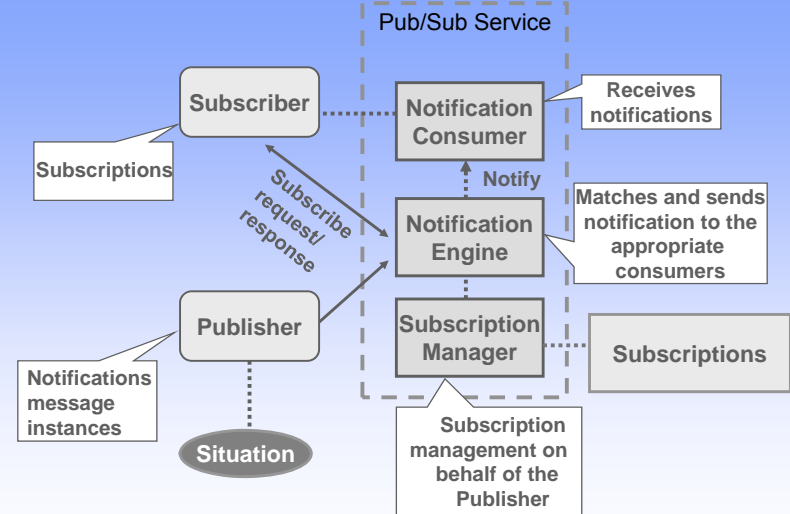 Pub/Sub Service
Subscriber
Notification
Consumer
Receives
notifications
Subscriptions
Subscribe
request/
response
Notify
Notification
Engine
Matches and sends
notification to the
appropriate
consumers
Publisher
Subscription
Manager
Subscriptions
Notifications
message
instances
Situation
Subscription
management on
behalf of the
Publisher